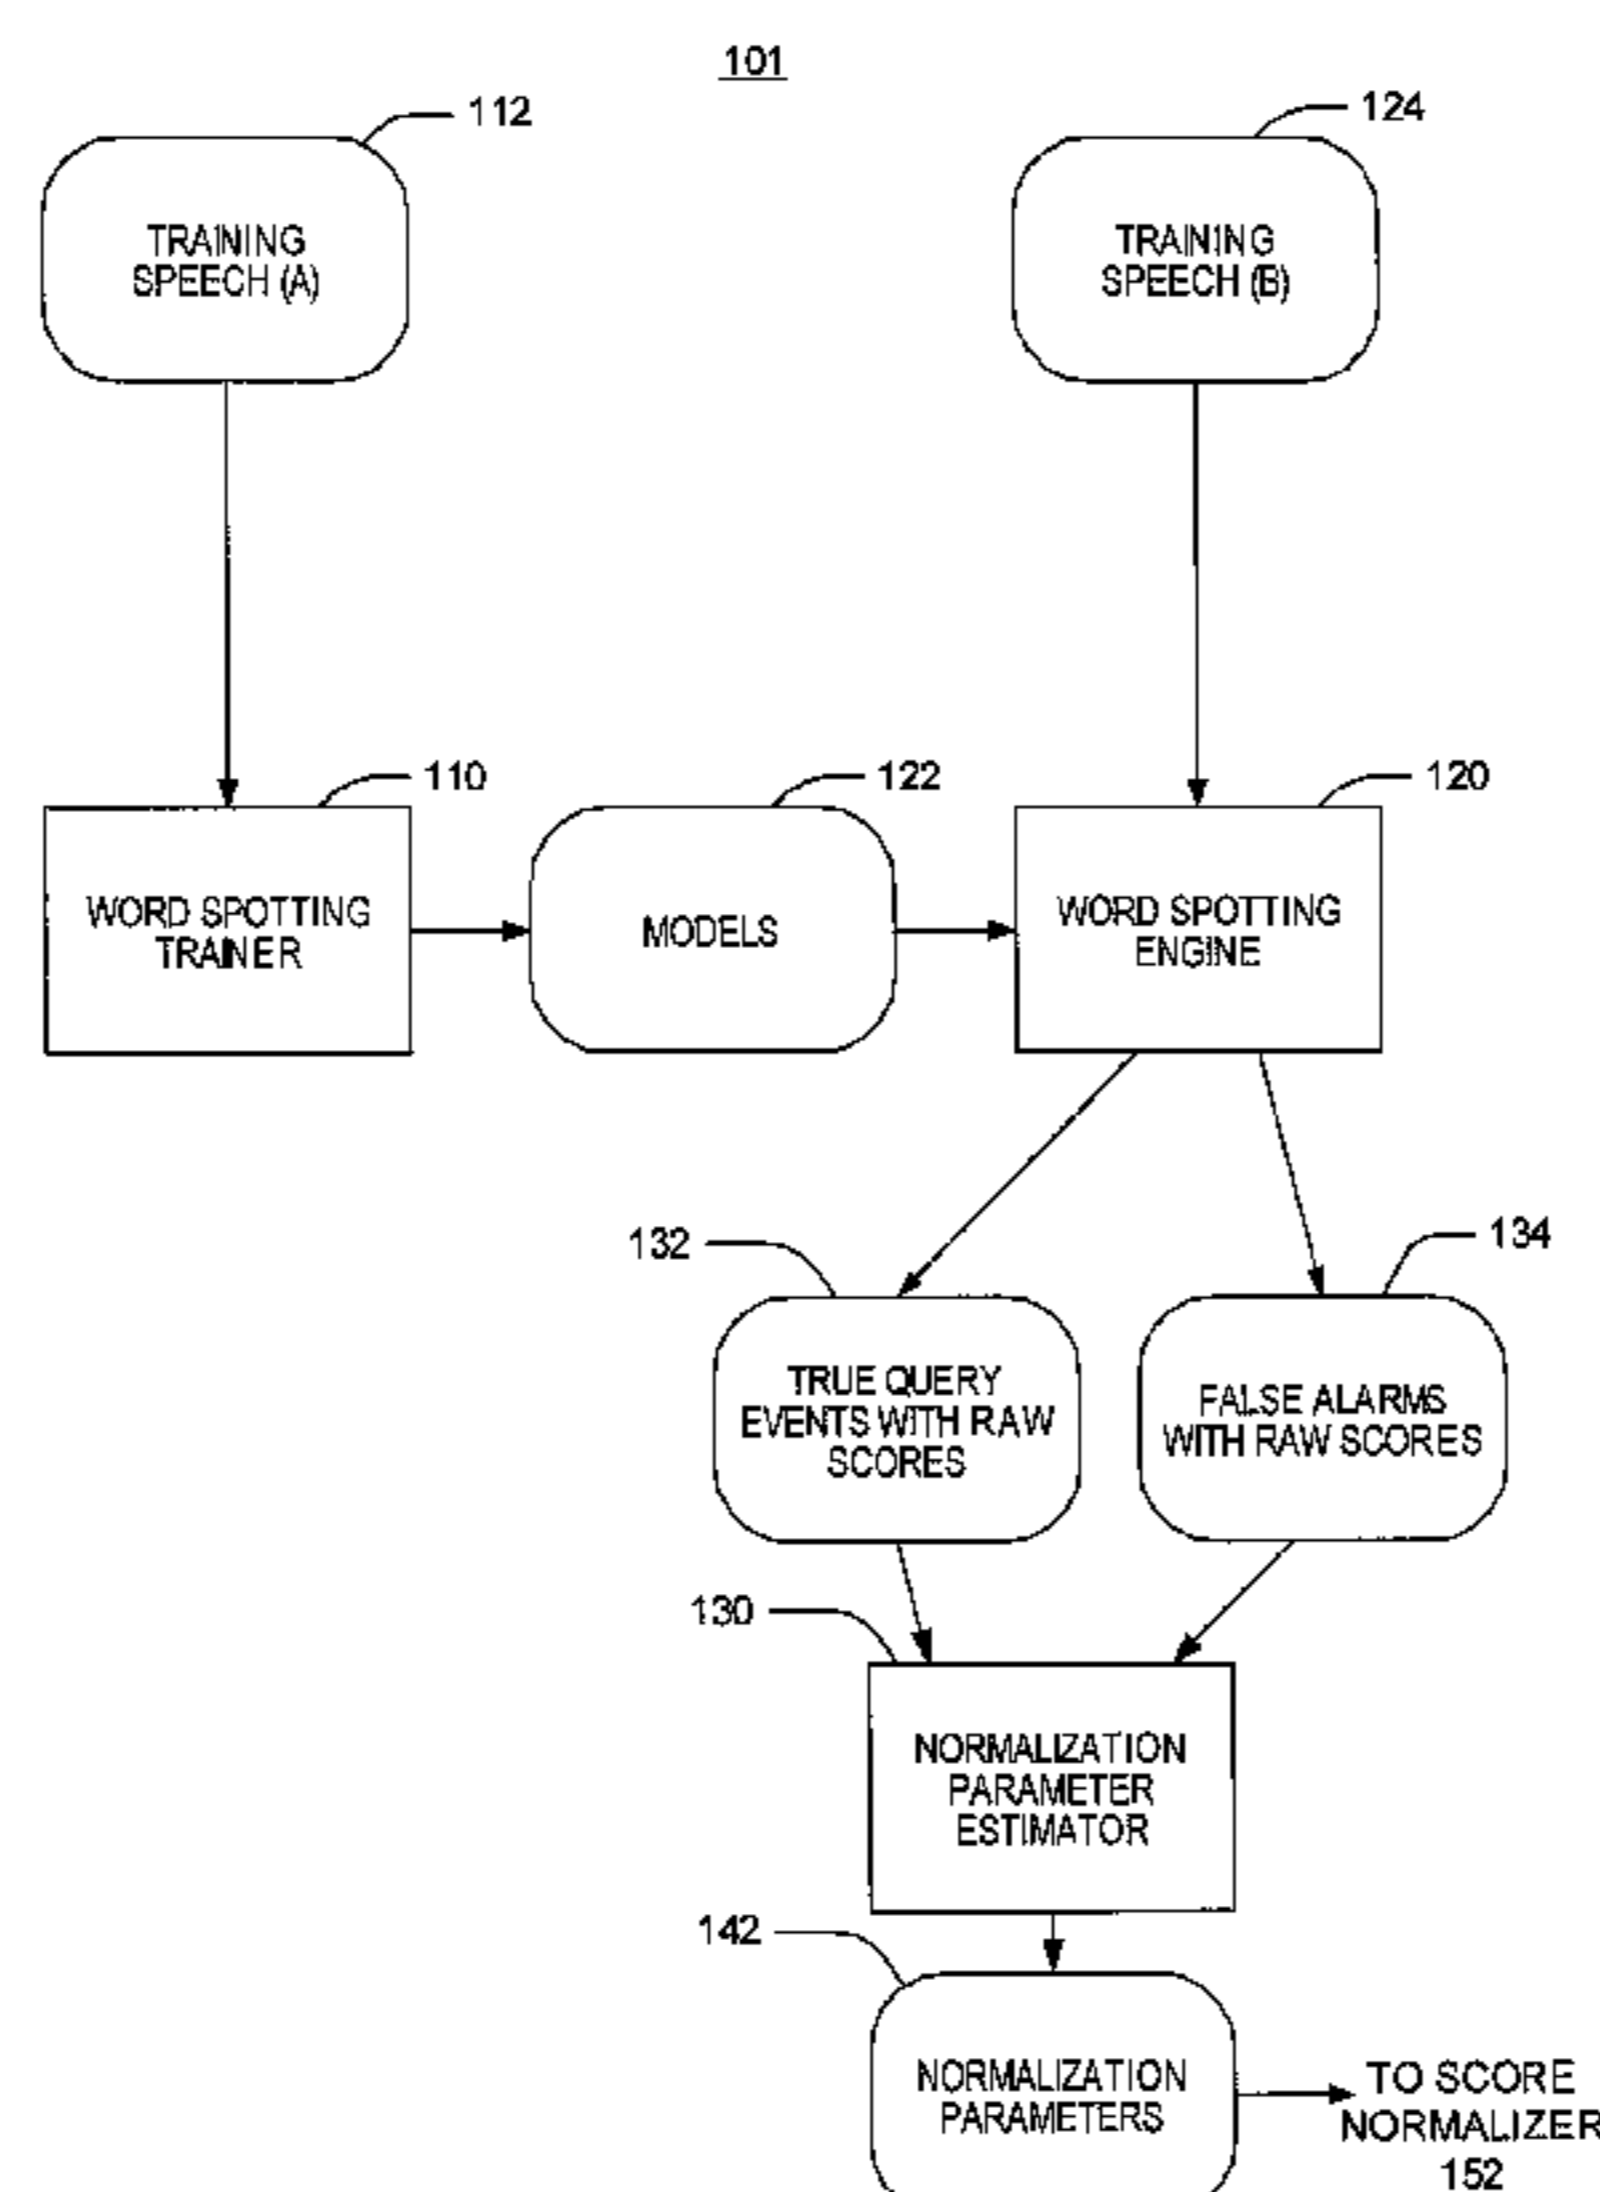 101
112
124
TRAINING
SPEECH (A)
TRAINING
SPEECH (B)
110
122
120
WORD SPOTTING
TRAINER
MODELS
WORD SPOTTING
ENGINE
132
134
TRUE QUERY
EVENTS WITH RAW
SCORES
FALSE ALARMS
WITH RAW SCORES
130
NORMALIZATION
PARAMETER
ESTIMATOR
142
NORMALIZATION
PARAMETERS
TO SCORE
NORMALIZER
152